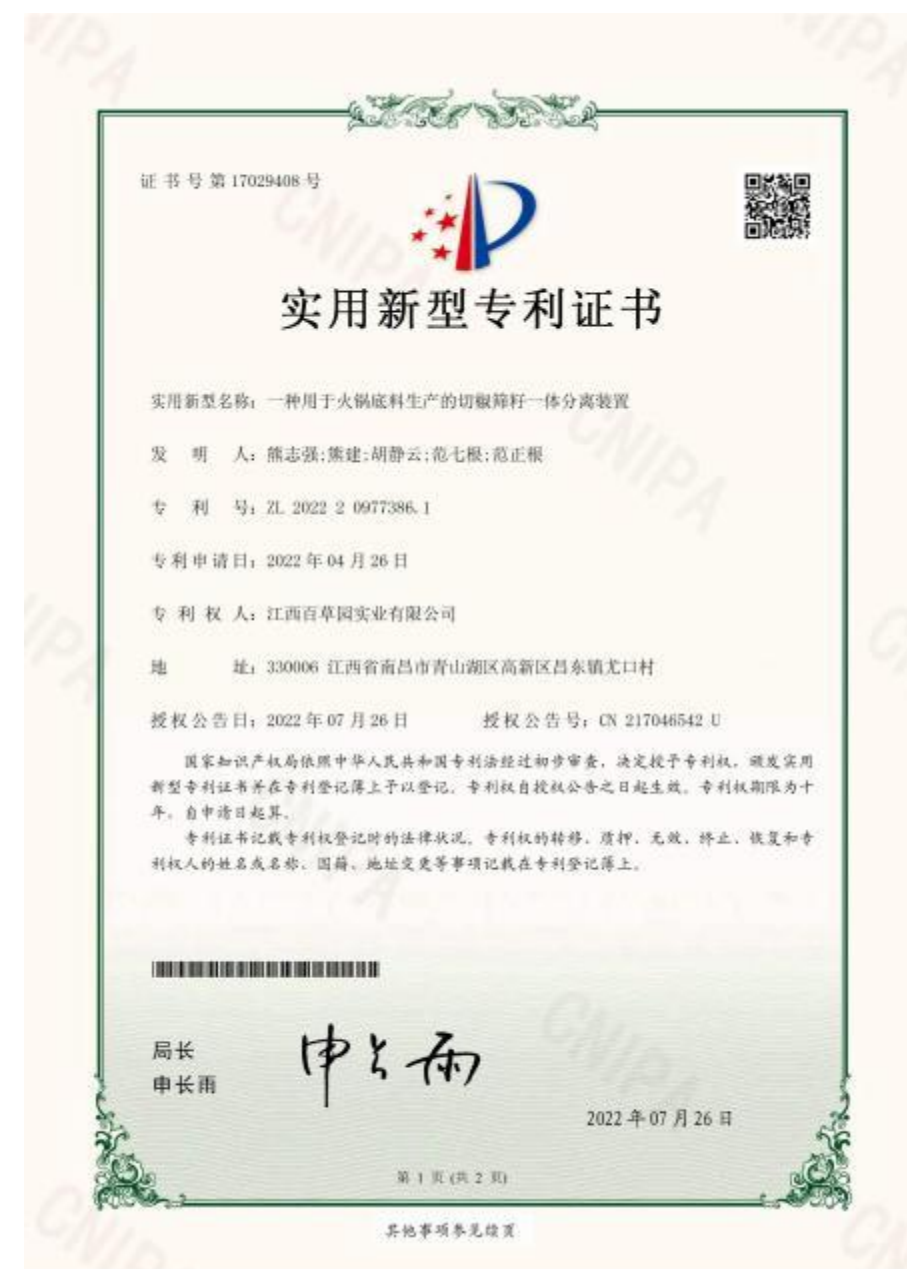 证书号第17029408号
实用新型专利证书
实用新型名称：一种用于火锅底料生产的切椒筛籽一体分离装置
发 明 人：熊志强;熊建;胡静云;范七根;范正根
专 利 号：ZL 2022 2 0977386.1
专利申请日：2022年04月26日
专 利 权 人：江西百草园实业有限公司
地 址：330006 江西省南昌市青山湖区高新区昌东镇尤口村
授权公告日：2022年07月26日 授权公告号：CN 217046542 U
国家知识产权局依照中华人民共和国专利法经过初步审查，决定授予专利权，颁发实用
新型专利证书并在专利登记簿上予以登记。专利权自授权公告之日起生效。专利权期限为十
年，自申请日起算。
专利证书记载专利权登记时的法律状况。专利权的转移、质押、无效、终止、恢复和专
利权人的姓名或名称、国籍、地址变更等事项记载在专利登记簿上。
局长
申长雨
申长雨
2022年07月26日
第 1 页 (共 2 页)
其他事项参见续页
CNIPA
CNIPA
CNIPA
CNIPA